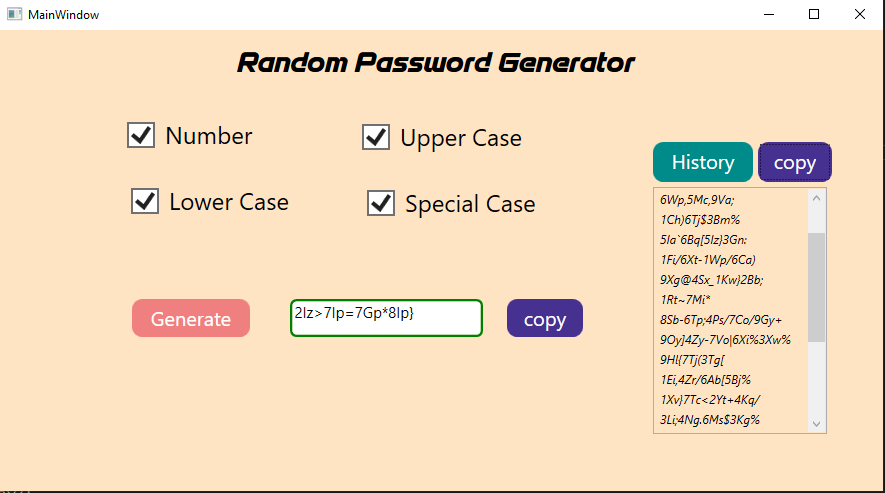 MainWindow
Random Password Generator
Number
Upper Case
Lower Case
Special Case
Generate
2Iz>7Ip=7Gp*8Ip}
copy
History
copy
6Wp,5Mc,9Va;
1Ch)6Tj$3Bm%
5Ia`6Bq[5Iz}3Gn:
1Fi/6Xt-1Wp/6Ca)
9Xg@4Sx_1Kw}2Bb;
1Rt~7Mi*
8Sb-6Tp;4Ps/7Co/9Gy+
9Oy]4Zy-7Vo|6Xi%3Xw%
9Hl{7Tj(3Tg[
1Ei,4Zr/6Ab[5Bj%
1Xv}7Tc<2Yt+4Kq/
3Li;4Ng.6Ms$3Kg%